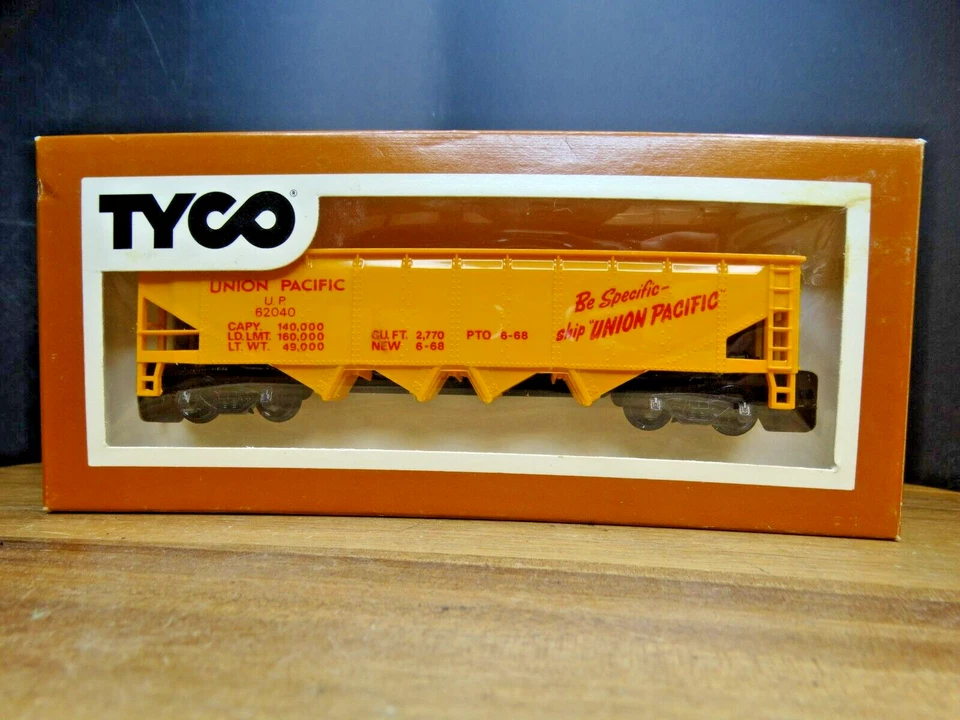 TYCO®
UNION PACIFIC
U.P.
62040
CAPY. 140,000
LD.LMT. 160,000
LT. WT. 49,000
CU.FT. 2,770 PTO 6-68
NEW 6-68
Be Specific-
ship "UNION PACIFIC"